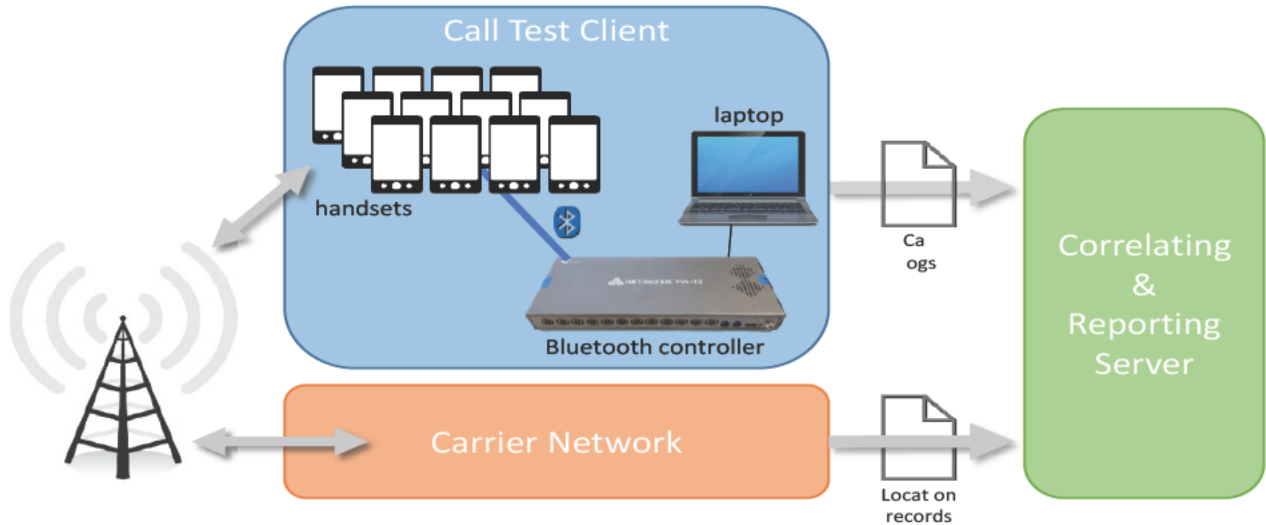 Call Test Client
laptop
handsets
Bluetooth controller
Ca
ogs
Correlating
&
Reporting
Server
Carrier Network
Locat on
records